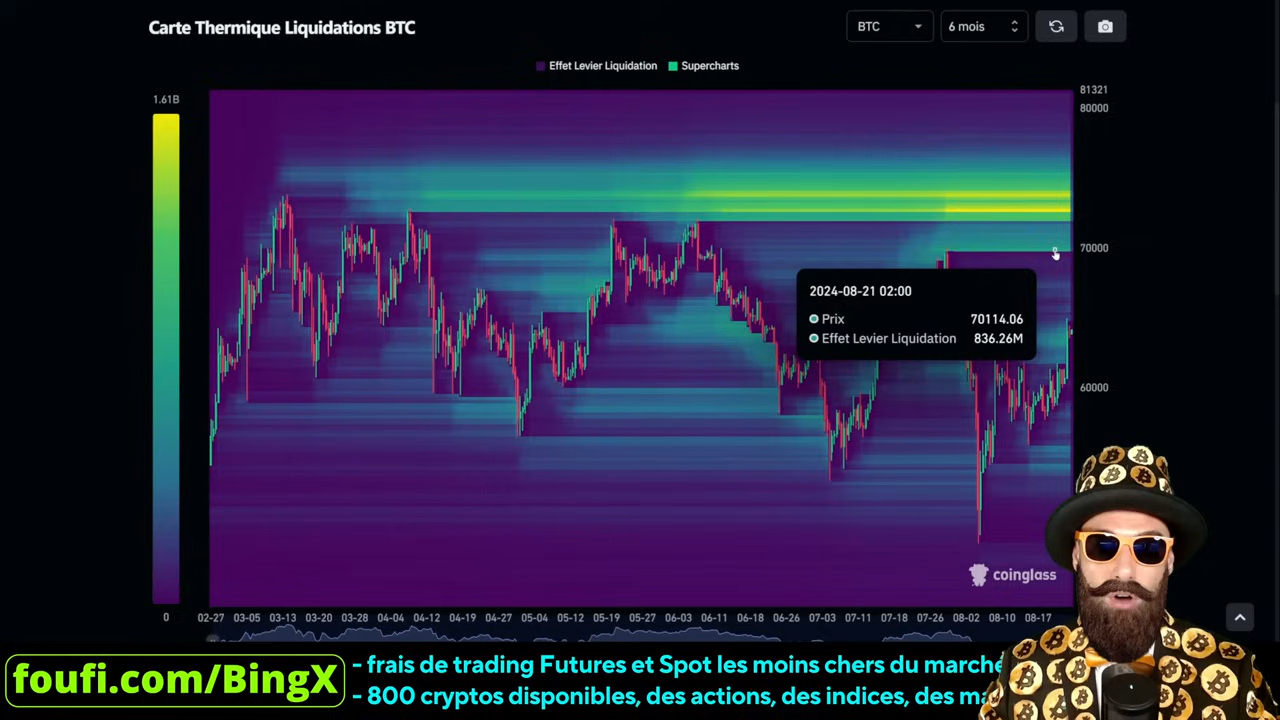 Carte Thermique Liquidations BTC
BTC
6 mois
Effet Levier Liquidation
Supercharts
1.61B
81321
80000
70000
2024-08-21 02:00
Prix
70114.06
Effet Levier Liquidation
836.26M
60000
coinglass
0
02-27 03-05 03-13 03-20 03-28 04-04 04-11 04-19 04-27 05-04 05-12 05-19 05-27 06-03 06-11 06-18 06-26 07-03 07-11 07-18 07-26 08-02 08-10 08-17
foufi.com/BingX
- frais de trading Futures et Spot les moins chers du marché
- 800 cryptos disponibles, des actions, des indices, des